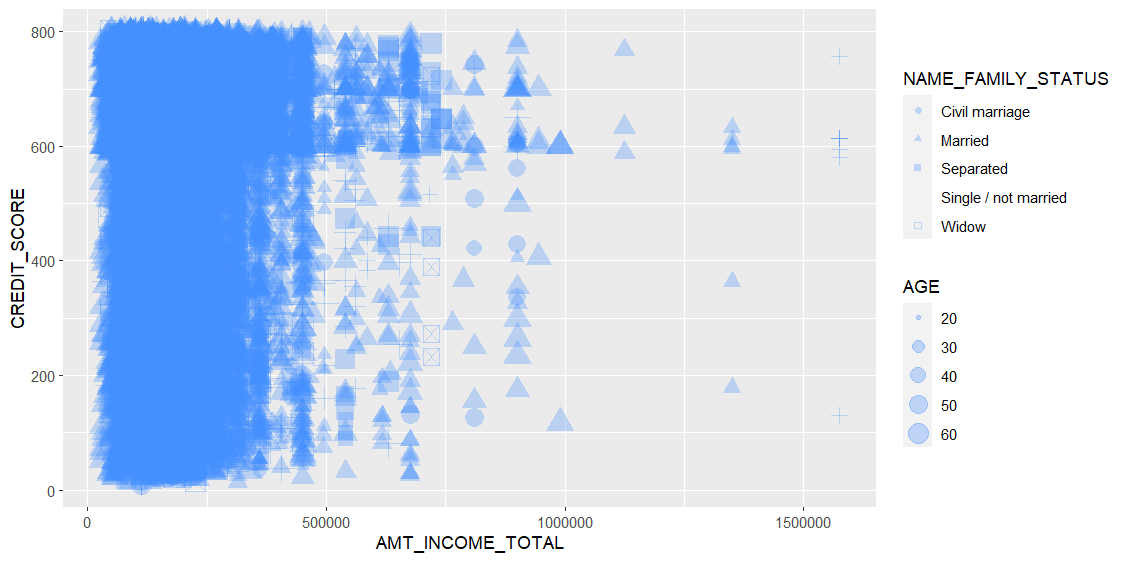 800
600
400
200
0
CREDIT_SCORE
0
500000
1000000
1500000
AMT_INCOME_TOTAL
NAME_FAMILY_STATUS
Civil marriage
Married
Separated
Single / not married
Widow
AGE
20
30
40
50
60